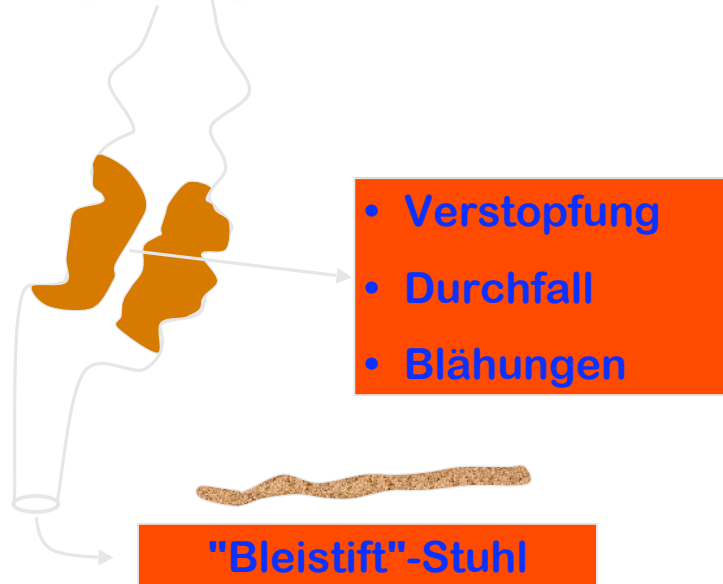 • Verstopfung
• Durchfall
• Blähungen
"Bleistift"-Stuhl